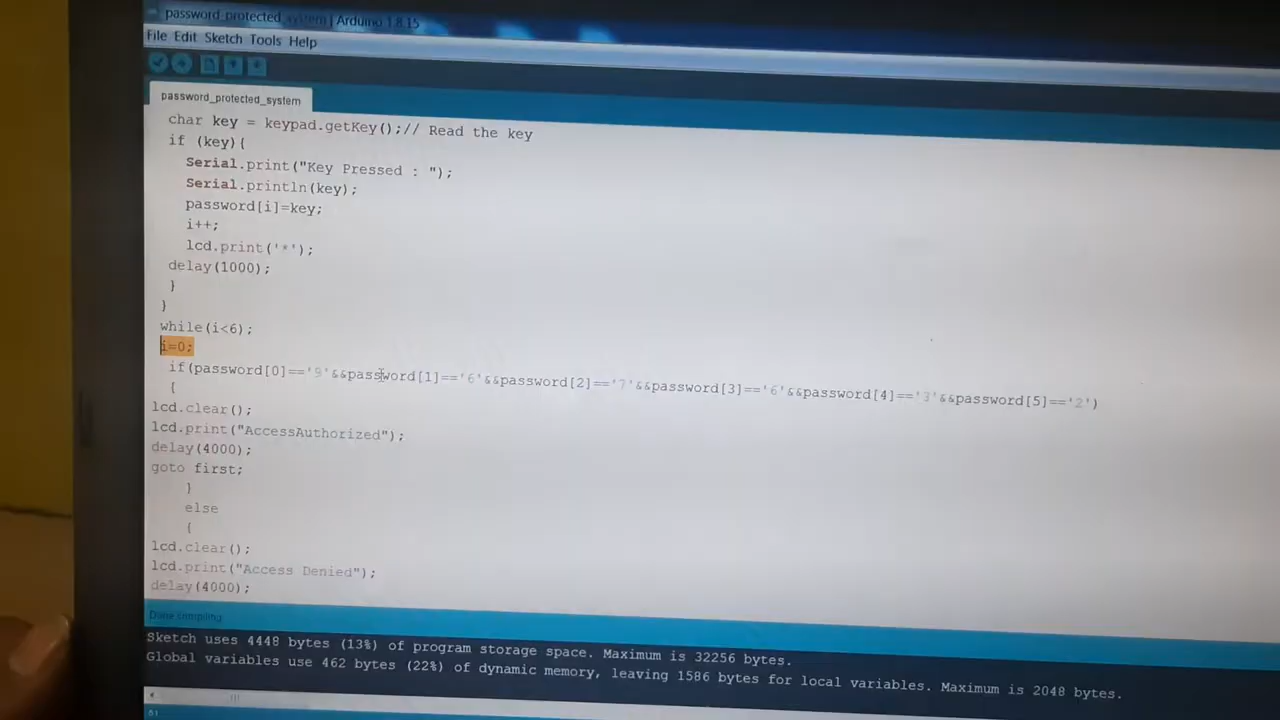 password_protected_system | Arduino 1.8.15
File Edit Sketch Tools Help
password_protected_system
char key = keypad.getKey();// Read the key
if (key){
Serial.print("Key Pressed : ");
Serial.println(key);
password[i]=key;
i++;
lcd.print('*');
delay(1000);
}
}
while(i<6);
i=0;
if(password[0]=='9'&&password[1]=='6'&&password[2]=='7'&&password[3]=='6'&&password[4]=='3'&&password[5]=='2')
{
lcd.clear();
lcd.print("AccessAuthorized");
delay(4000);
goto first;
}
else
{
lcd.clear();
lcd.print("Access Denied");
delay(4000);
Done compiling
Sketch uses 4448 bytes (13%) of program storage space. Maximum is 32256 bytes.
Global variables use 462 bytes (22%) of dynamic memory, leaving 1586 bytes for local variables. Maximum is 2048 bytes.
51